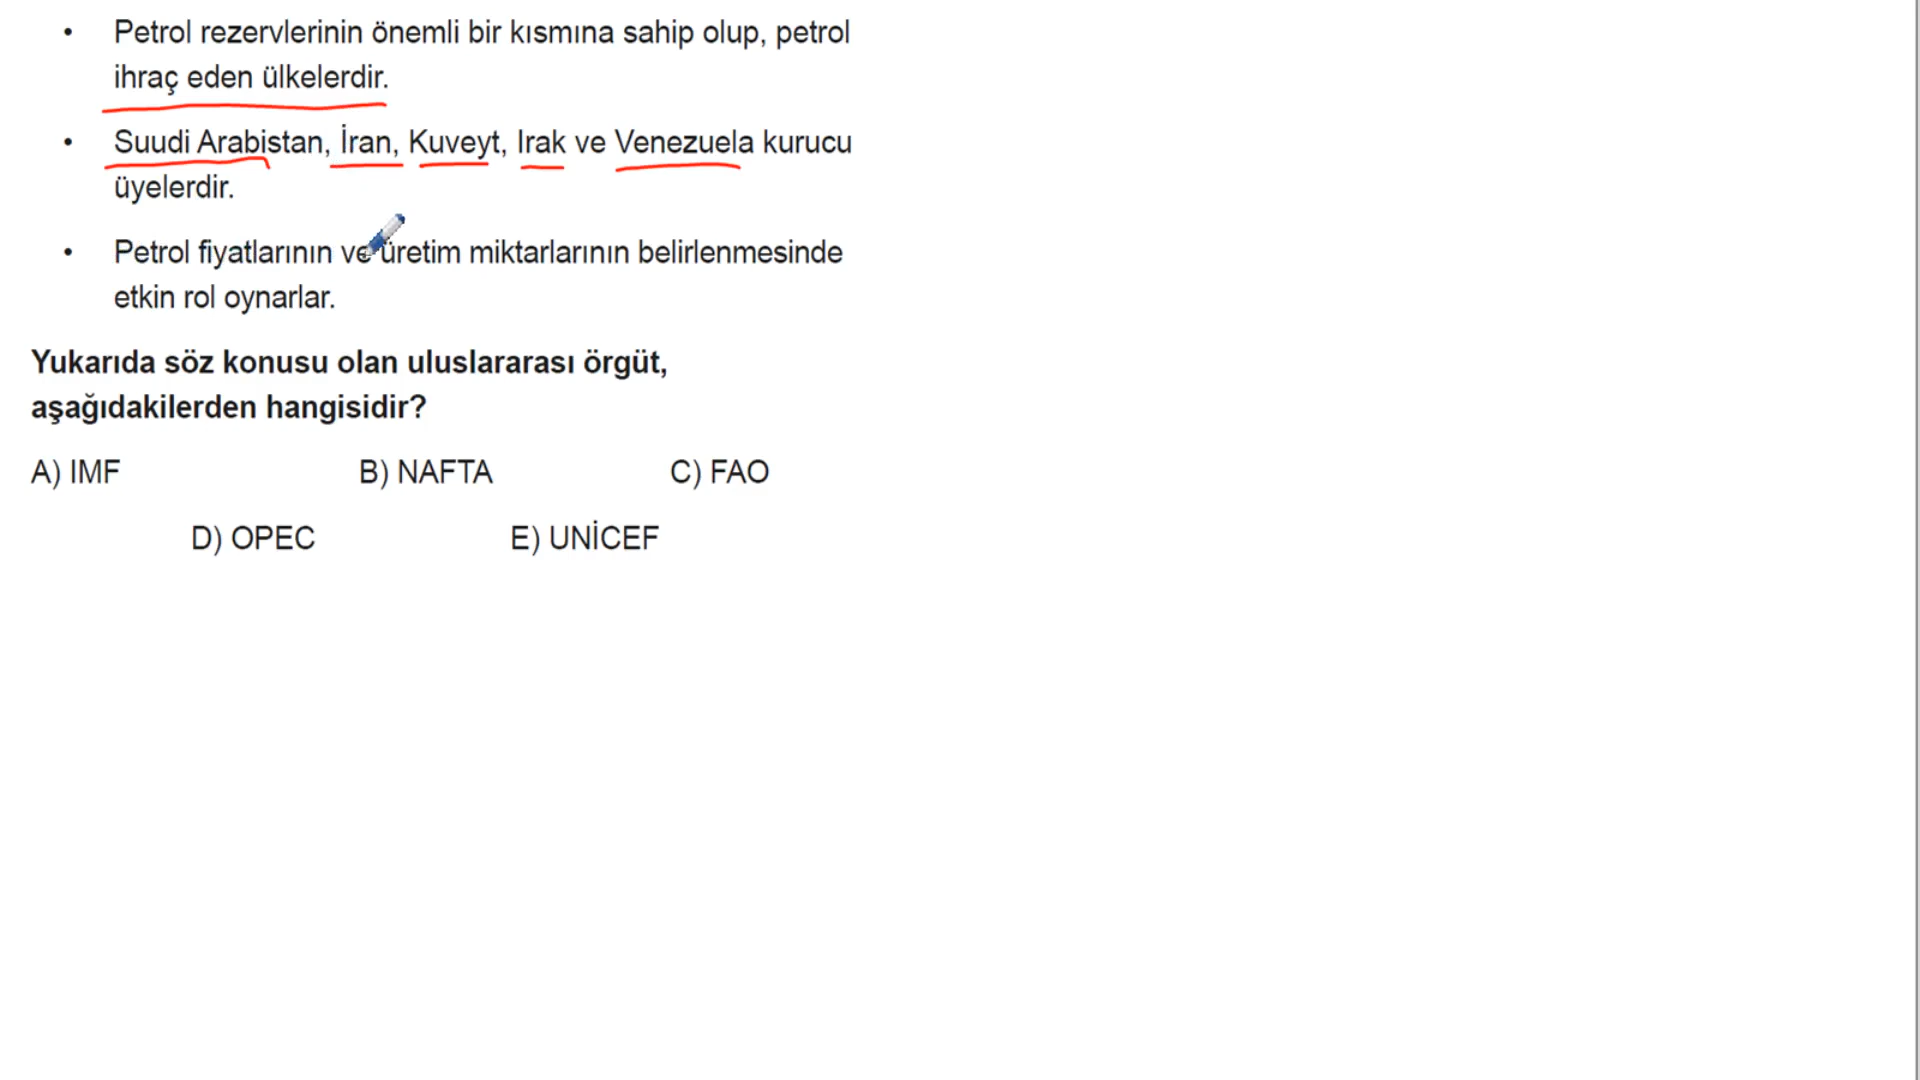 • Petrol rezervlerinin önemli bir kısmına sahip olup, petrol
ihraç eden ülkelerdir.
• Suudi Arabistan, İran, Kuveyt, Irak ve Venezuela kurucu
üyelerdir.
• Petrol fiyatlarının ve üretim miktarlarının belirlenmesinde
etkin rol oynarlar.
Yukarıda söz konusu olan uluslararası örgüt,
aşağıdakilerden hangisidir?
A) IMF B) NAFTA C) FAO
D) OPEC E) UNİCEF